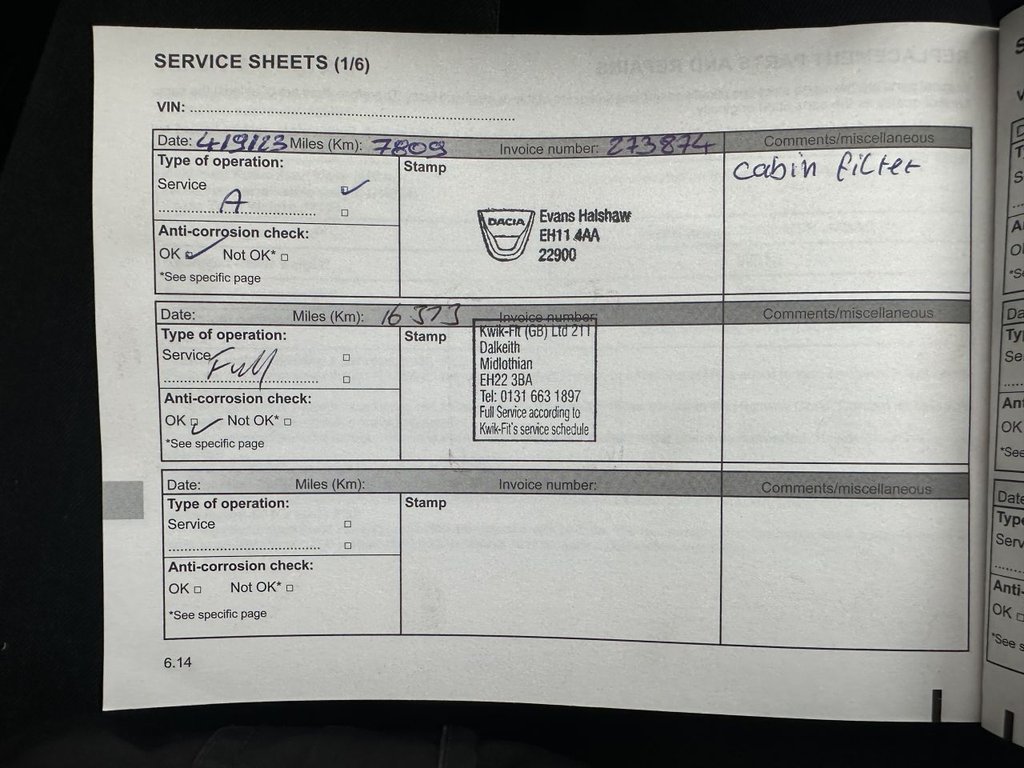 SERVICE SHEETS (1/6)
VIN:
Date: 4/9/23 Miles (Km): 7809 Invoice number: 273874 Comments/miscellaneous
Type of operation:
Service
A
Anti-corrosion check:
OK Not OK*
*See specific page
Stamp
DACIA
Evans Halshaw
EH11 4AA
22900
cabin filter
Date: Miles (Km): 16 373 Invoice number: Comments/miscellaneous
Type of operation:
Service
Full
Anti-corrosion check:
OK Not OK*
*See specific page
Stamp
Kwik-Fit (GB) Ltd 211
Dalkeith
Midlothian
EH22 3BA
Tel: 0131 663 1897
Full Service according to
Kwik-Fit's service schedule
Date: Miles (Km): Invoice number: Comments/miscellaneous
Type of operation:
Service
Anti-corrosion check:
OK Not OK*
*See specific page
Stamp
6.14